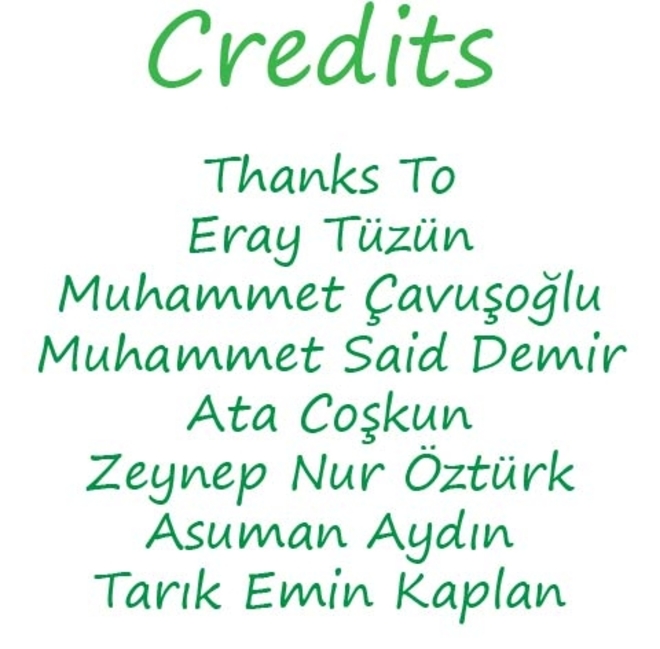 Credits
Thanks To
Eray Tüzün
Muhammet Çavuşoğlu
Muhammet Said Demir
Ata Coşkun
Zeynep Nur Öztürk
Asuman Aydın
Tarık Emin Kaplan